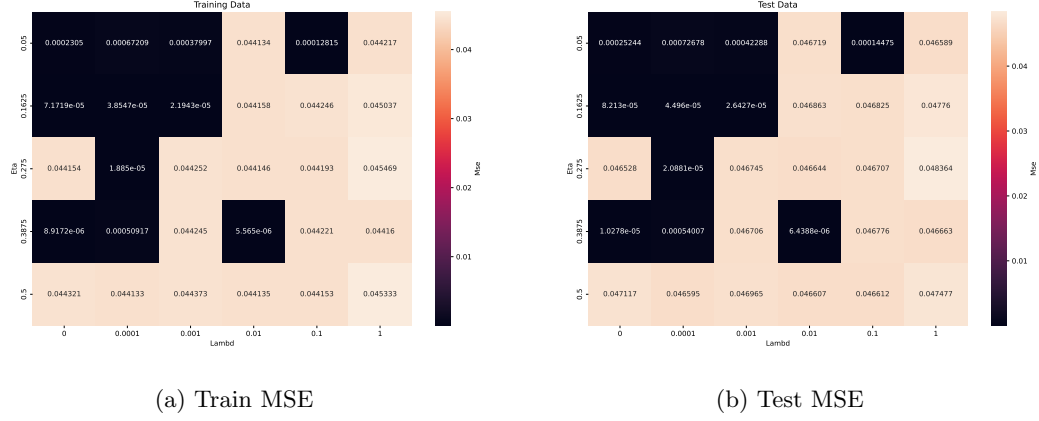 Training Data
0.05 0.0002305 0.00067209 0.00037997 0.044134 0.00012815 0.044217
0.1625 7.1719e-05 3.8547e-05 2.1943e-05 0.044158 0.044246 0.045037
0.275 0.044154 1.885e-05 0.044252 0.044146 0.044193 0.045469
0.3875 8.9172e-06 0.00050917 0.044245 5.565e-06 0.044221 0.04416
0.5 0.044321 0.044133 0.044373 0.044135 0.044153 0.045333
0 0.0001 0.001 0.01 0.1 1
Lambd
Eta
0.04
0.03
0.02
0.01
Mse
(a) Train MSE
Test Data
0.05 0.00025244 0.00072678 0.00042288 0.046719 0.00014475 0.046589
0.1625 8.213e-05 4.496e-05 2.6427e-05 0.046863 0.046825 0.04776
0.275 0.046528 2.0881e-05 0.046745 0.046644 0.046707 0.048364
0.3875 1.0278e-05 0.00054007 0.046706 6.4388e-06 0.046776 0.046663
0.5 0.047117 0.046595 0.046965 0.046607 0.046612 0.047477
0 0.0001 0.001 0.01 0.1 1
Lambd
Eta
0.04
0.03
0.02
0.01
Mse
(b) Test MSE